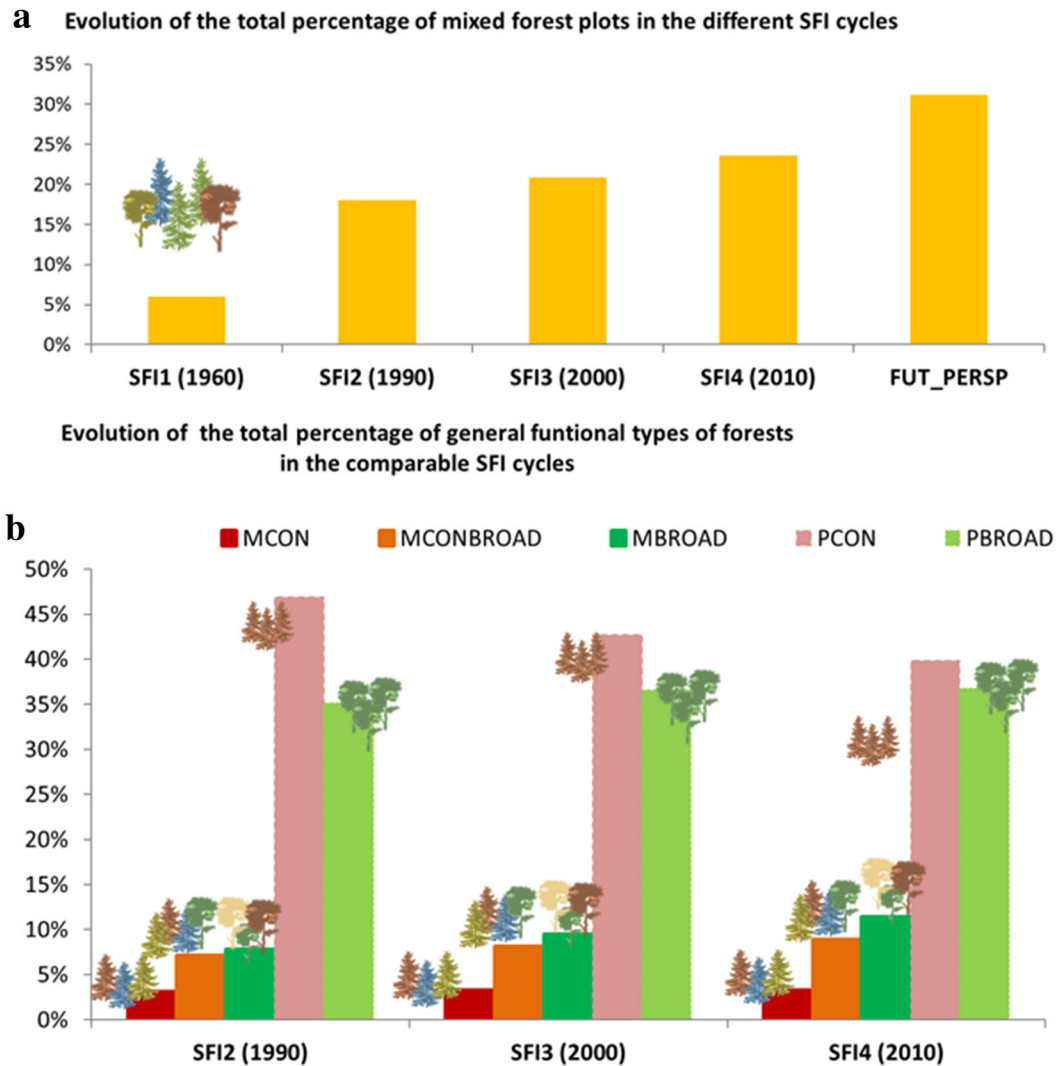 a
Evolution of the total percentage of mixed forest plots in the different SFI cycles
35%
30%
25%
20%
15%
10%
5%
0%
SFI1 (1960) SFI2 (1990) SFI3 (2000) SFI4 (2010) FUT_PERSP
Evolution of the total percentage of general funtional types of forests
in the comparable SFI cycles
b
MCON MCONBROAD MBROAD PCON PBROAD
50%
45%
40%
35%
30%
25%
20%
15%
10%
5%
0%
SFI2 (1990) SFI3 (2000) SFI4 (2010)